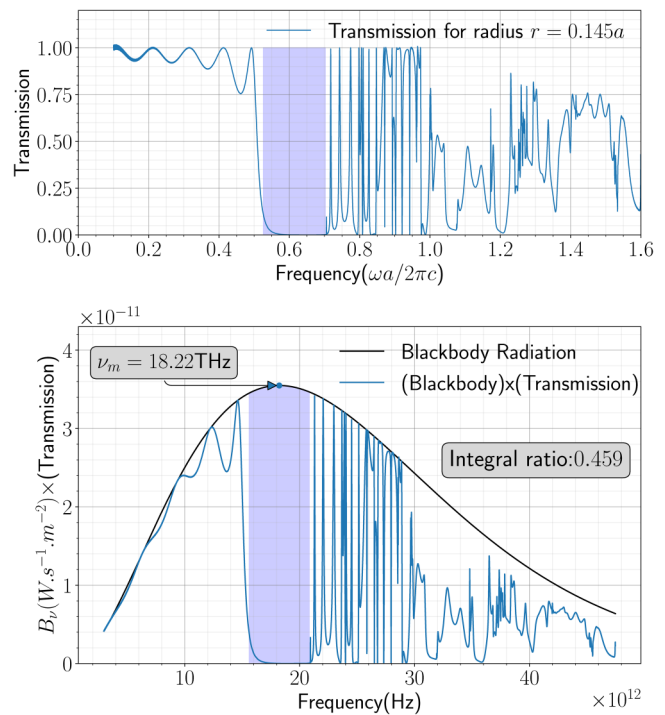 Transmission for radius r = 0.145a
1.00
0.75
0.50
0.25
0.00
Transmission
0.0 0.2 0.4 0.6 0.8 1.0 1.2 1.4 1.6
Frequency(ωa/2πc)
×10⁻¹¹
4
3
2
1
0
B_ν(W.s⁻¹.m⁻²)×(Transmission)
ν_m = 18.22THz
Blackbody Radiation
(Blackbody)x(Transmission)
Integral ratio:0.459
10 20 30 40
×10¹²
Frequency(Hz)